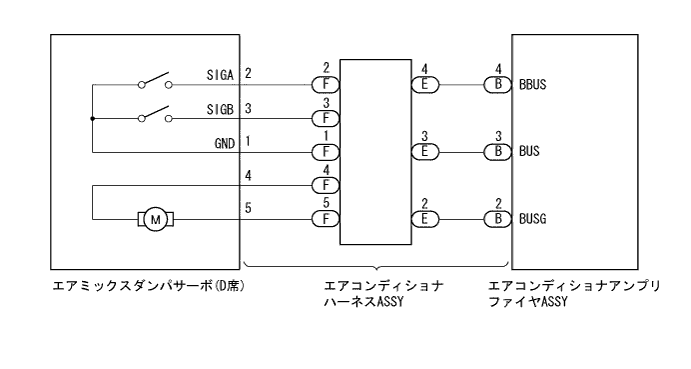 SIGA 2 2 F 4 E 4 B BBUS
SIGB 3 3 F
GND 1 1 F 3 E 3 B BUS
4 4 F
M 5 5 F 2 E 2 B BUSG
エアミックスダンパサーボ(D席)
エアコンディショナ
ハーネスASSY
エアコンディショナアンプリ
ファイヤASSY